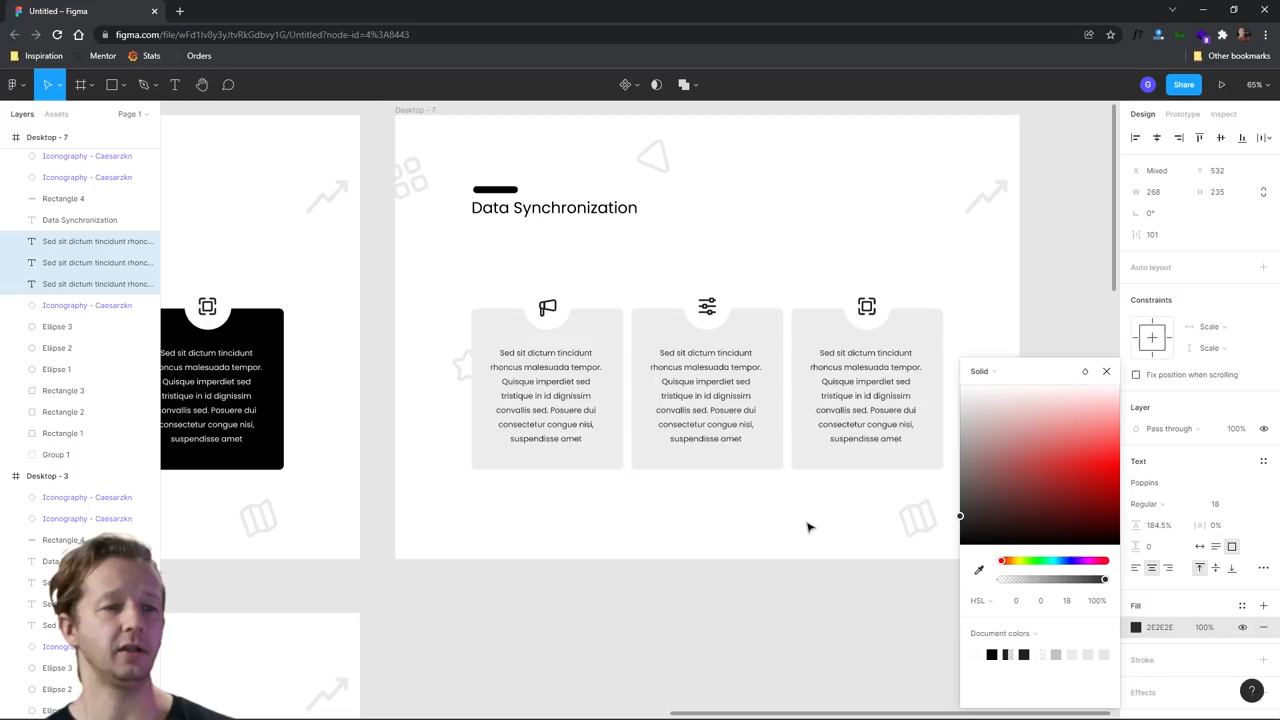 Untitled – Figma
figma.com/file/wFd1Iv8y3yJtvRkGdbvy1G/Untitled?node-id=4%3A8443
Inspiration
Mentor
Stats
Orders
Other bookmarks
G
Share
65%
Layers
Assets
Page 1
Desktop - 7
Iconography - Caesarzkn
Iconography - Caesarzkn
Rectangle 4
Data Synchronization
Sed sit dictum tincidunt rhonc...
Sed sit dictum tincidunt rhonc...
Sed sit dictum tincidunt rhonc...
Iconography - Caesarzkn
Ellipse 3
Ellipse 2
Ellipse 1
Rectangle 3
Rectangle 2
Rectangle 1
Group 1
Desktop - 3
Iconography - Caesarzkn
Iconography - Caesarzkn
Rectangle 4
Ellipse 3
Ellipse 2
Ellipse 1
Sed sit dictum tincidunt
rhoncus malesuada tempor.
Quisque imperdiet sed
tristique in id dignissim
convallis sed. Posuere dui
consectetur congue nisi,
suspendisse amet
Desktop - 7
Data Synchronization
Sed sit dictum tincidunt
rhoncus malesuada tempor.
Quisque imperdiet sed
tristique in id dignissim
convallis sed. Posuere dui
consectetur congue nisi,
suspendisse amet
Sed sit dictum tincidunt
rhoncus malesuada tempor.
Quisque imperdiet sed
tristique in id dignissim
convallis sed. Posuere dui
consectetur congue nisi,
suspendisse amet
Sed sit dictum tincidunt
rhoncus malesuada tempor.
Quisque imperdiet sed
tristique in id dignissim
convallis sed. Posuere dui
consectetur congue nisi,
suspendisse amet
Solid
HSL 0 0 18 100%
Document colors
Design
Prototype
Inspect
X Mixed Y 532
W 268 H 235
0°
101
Auto layout
Constraints
Scale
Scale
Fix position when scrolling
Layer
Pass through 100%
Text
Poppins
Regular 18
184.5% |A| 0%
0
Fill
2E2E2E 100%
Stroke
Effects
?